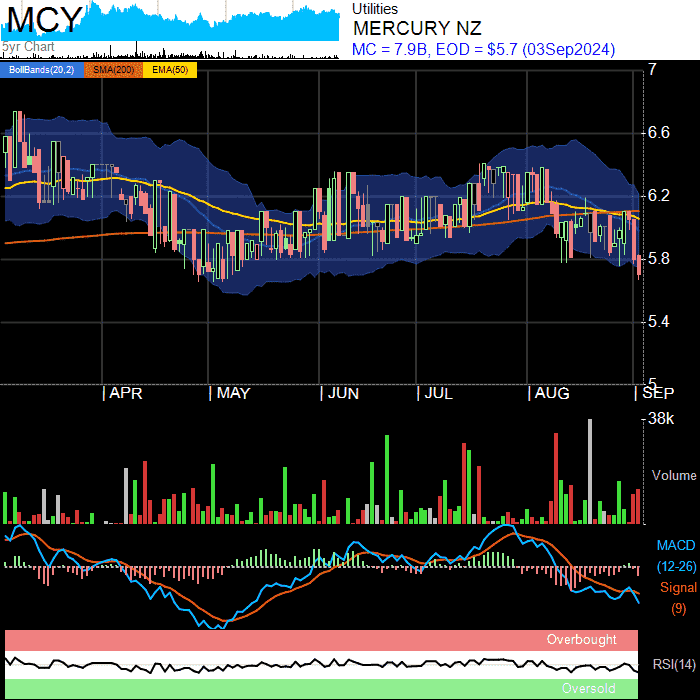 MCY
5yr Chart
Utilities
MERCURY NZ
MC = 7.9B, EOD = $5.7 (03Sep2024)
BollBands(20,2) SMA(200) EMA(50)
7
6.6
6.2
5.8
5.4
5
APR MAY JUN JUL AUG SEP
38k
Volume
MACD
(12-26)
Signal
(9)
Overbought
RSI(14)
Oversold